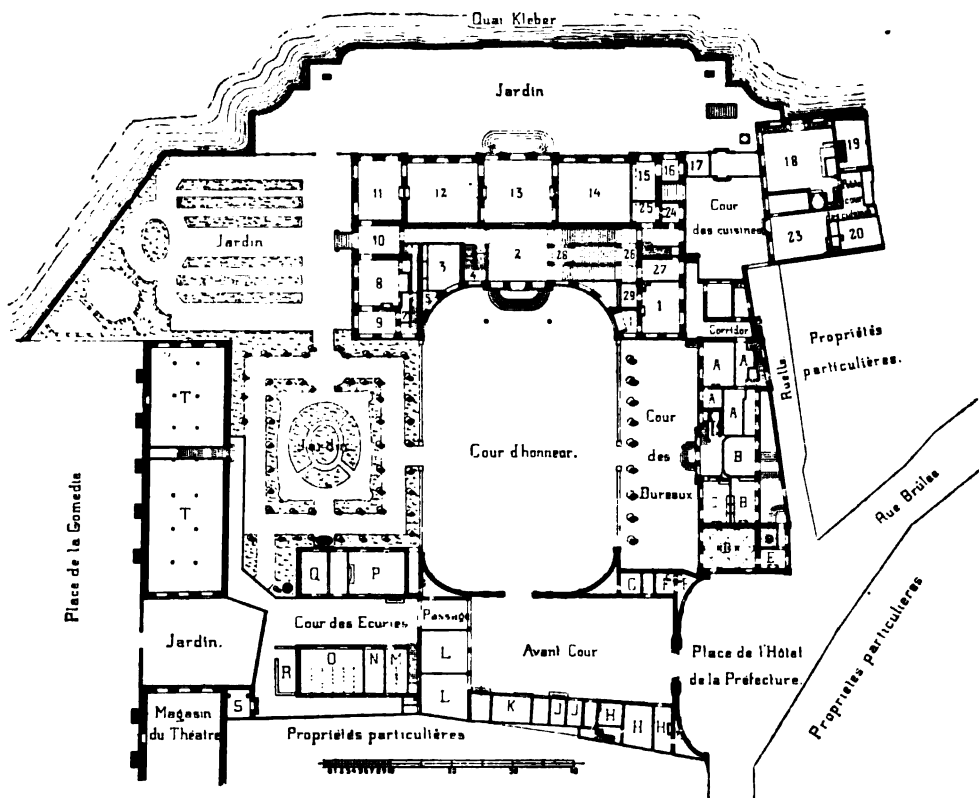 Quai Kleber
Jardin
19
18
17
16
15
11
12
13
14
25
24
Cour
des cuisines
23
20
Jardin
10
2
26
26
3
4
27
8
5
7
9
29
1
Corridor
Propriétés
particulières.
Ruelle
A
A
A
A
B
T
Jardin
Cour d'honneur.
Cour
des
Bureaux
T
B
B
E
Rue Brûlée
Place de la Comédie
Q
P
C
F
Passage
Cour des Ecuries
Jardin.
L
Avant Cour
Place de l'Hôtel
de la Préfecture.
Propriétés particulières
R
O
N
M
L
S
K
J
J
H
H
H
Magasin
du Théatre
Propriétés particulières